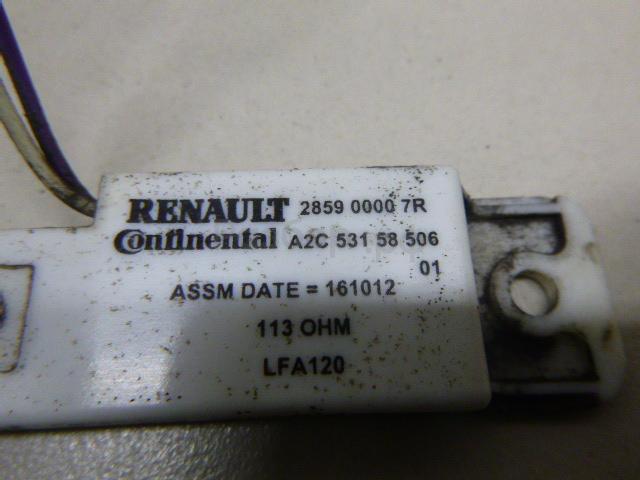 RENAULT 2859 0000 7R
Continental A2C 531 58 506
01
ASSM DATE = 161012
113 OHM
LFA120